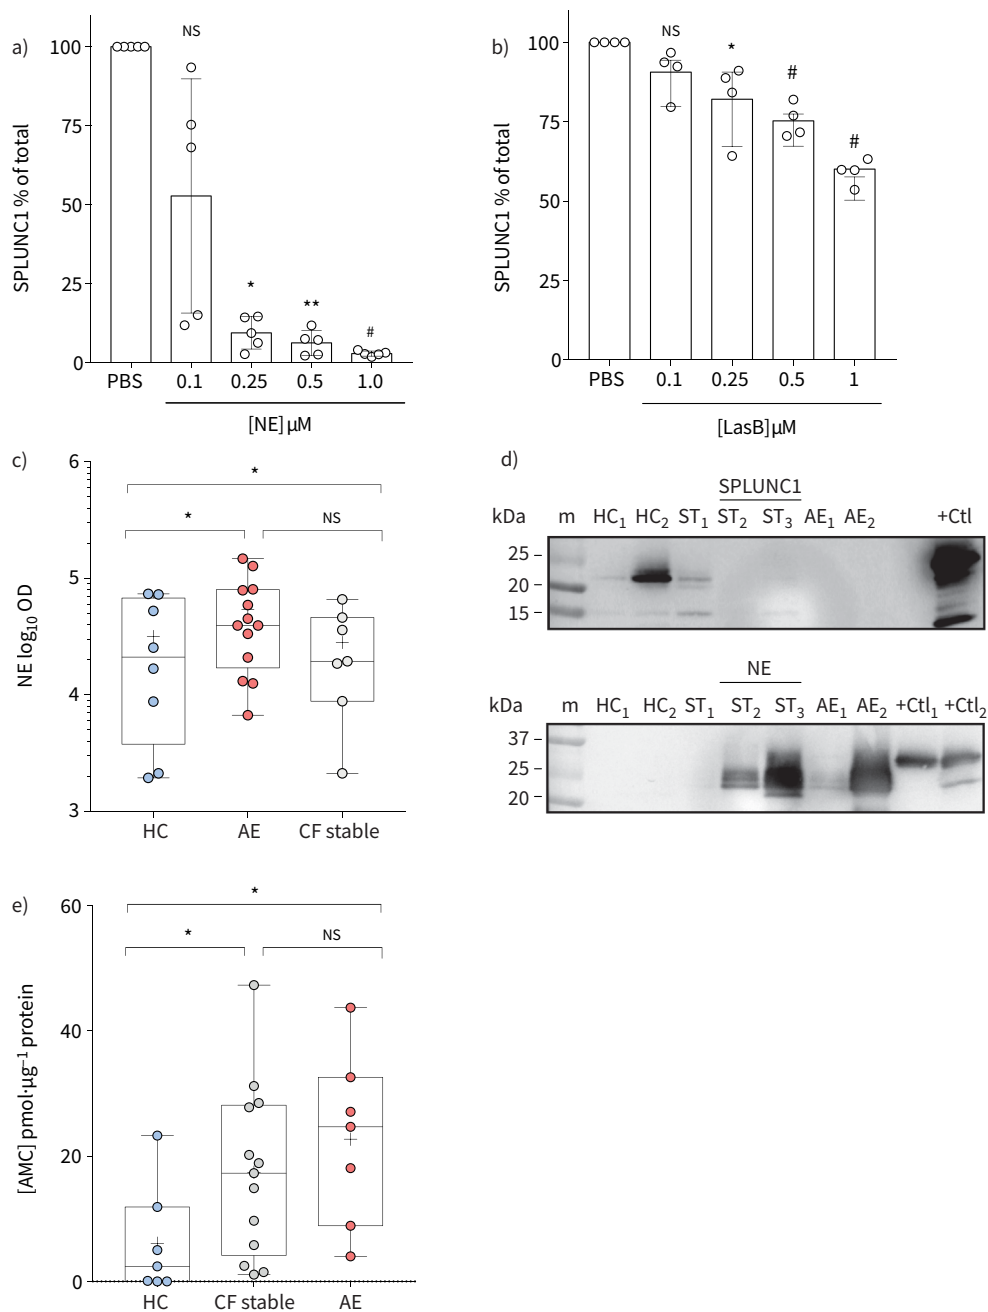 a)
NS
*
**
#
100
75
50
25
0
SPLUNC1 % of total
PBS 0.1 0.25 0.5 1.0
[NE] µM
b)
NS
*
#
#
100
75
50
25
0
SPLUNC1 % of total
PBS 0.1 0.25 0.5 1
[LasB] µM
c)
*
* NS
6
5
4
3
NE log₁₀ OD
HC AE CF stable
d)
SPLUNC1
kDa m HC₁ HC₂ ST₁ ST₂ ST₃ AE₁ AE₂ +Ctl
25
20
15
NE
kDa m HC₁ HC₂ ST₁ ST₂ ST₃ AE₁ AE₂ +Ctl₁ +Ctl₂
37
25
20
e)
*
* NS
60
40
20
0
[AMC] pmol·µg⁻¹ protein
HC CF stable AE